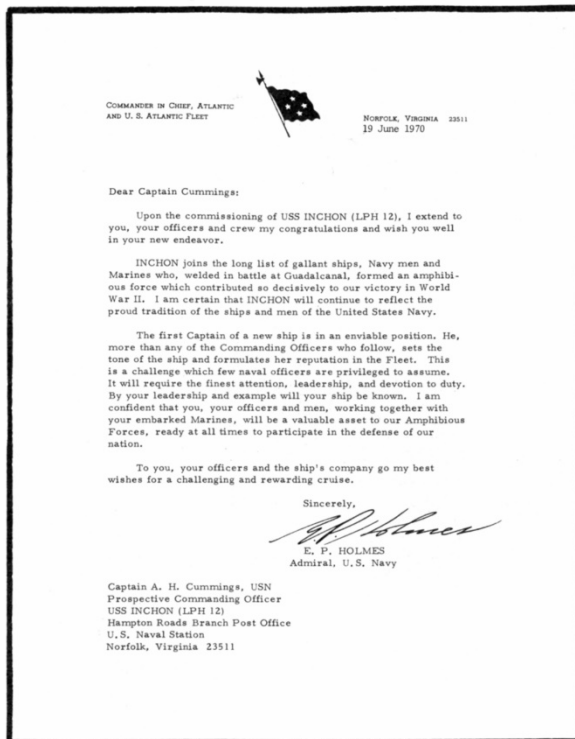 COMMANDER IN CHIEF, ATLANTIC
AND U. S. ATLANTIC FLEET
NORFOLK, VIRGINIA 23511
19 June 1970
Dear Captain Cummings:
Upon the commissioning of USS INCHON (LPH 12), I extend to
you, your officers and crew my congratulations and wish you well
in your new endeavor.
INCHON joins the long list of gallant ships, Navy men and
Marines who, welded in battle at Guadalcanal, formed an amphibi-
ous force which contributed so decisively to our victory in World
War II. I am certain that INCHON will continue to reflect the
proud tradition of the ships and men of the United States Navy.
The first Captain of a new ship is in an enviable position. He,
more than any of the Commanding Officers who follow, sets the
tone of the ship and formulates her reputation in the Fleet. This
is a challenge which few naval officers are privileged to assume.
It will require the finest attention, leadership, and devotion to duty.
By your leadership and example will your ship be known. I am
confident that you, your officers and men, working together with
your embarked Marines, will be a valuable asset to our Amphibious
Forces, ready at all times to participate in the defense of our
nation.
To you, your officers and the ship's company go my best
wishes for a challenging and rewarding cruise.
Sincerely,
E. P. Holmes
E. P. HOLMES
Admiral, U. S. Navy
Captain A. H. Cummings, USN
Prospective Commanding Officer
USS INCHON (LPH 12)
Hampton Roads Branch Post Office
U. S. Naval Station
Norfolk, Virginia 23511